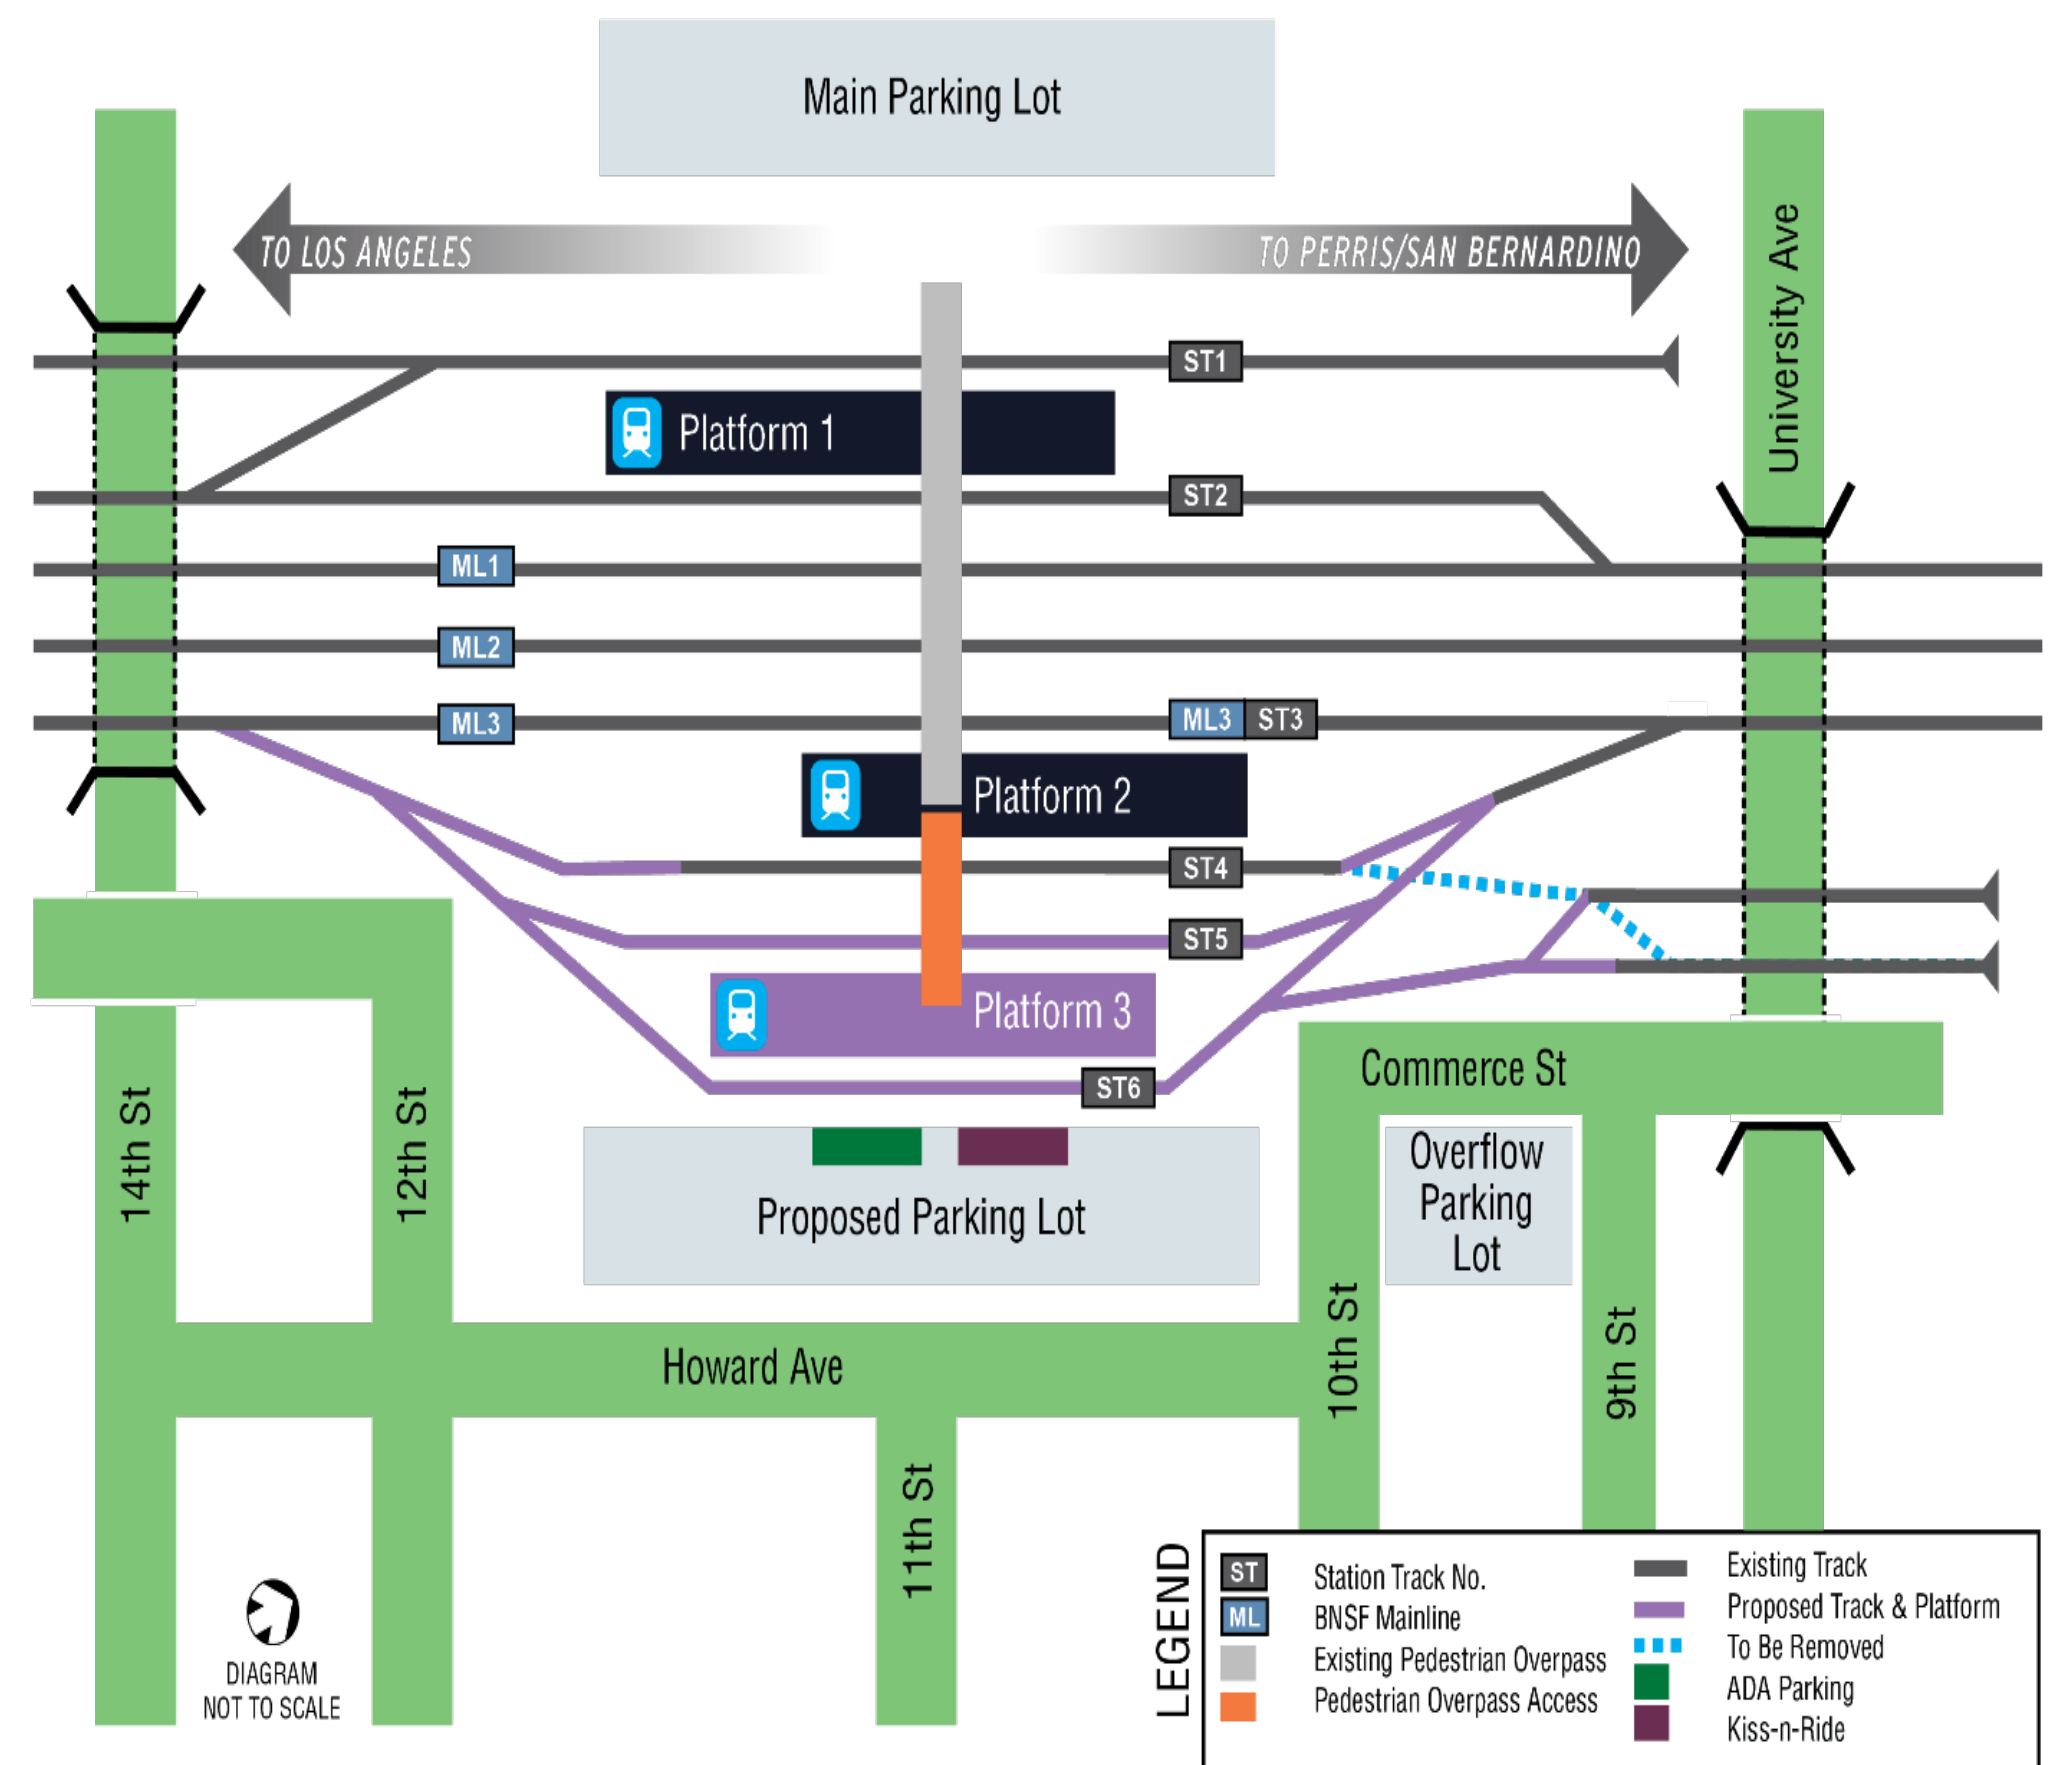 Main Parking Lot
TO LOS ANGELES
TO PERRIS/SAN BERNARDINO
University Ave
ST1
Platform 1
ST2
ML1
ML2
ML3
ML3 ST3
Platform 2
ST4
ST5
Platform 3
ST6
Commerce St
14th St
12th St
Proposed Parking Lot
Overflow
Parking
Lot
10th St
9th St
Howard Ave
11th St
DIAGRAM
NOT TO SCALE
LEGEND
ST Station Track No.
ML BNSF Mainline
Existing Pedestrian Overpass
Pedestrian Overpass Access
Existing Track
Proposed Track & Platform
To Be Removed
ADA Parking
Kiss-n-Ride